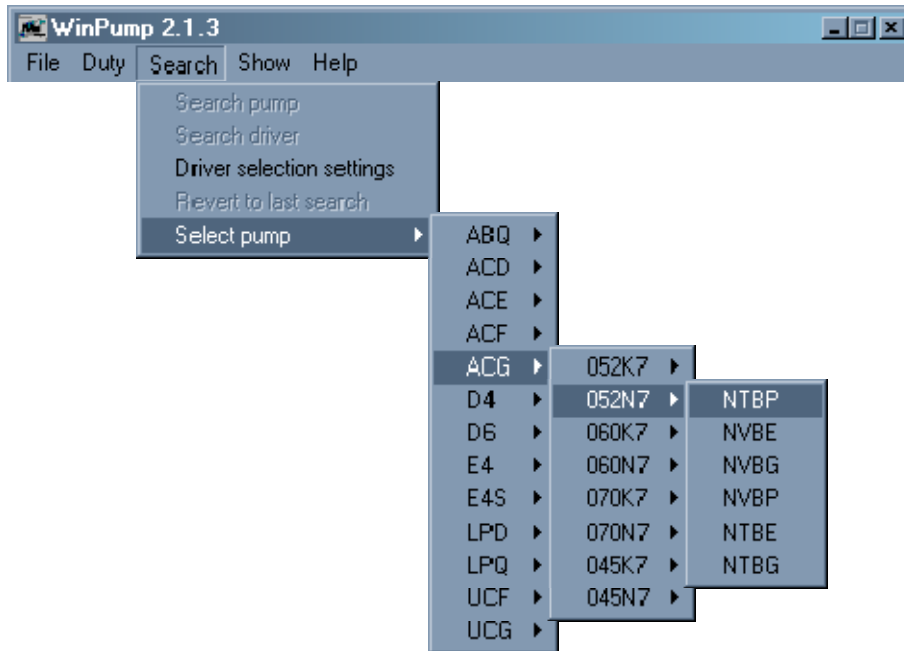 WinPump 2.1.3
File Duty Search Show Help
Search pump
Search driver
Driver selection settings
Revert to last search
Select pump
ABQ
ACD
ACE
ACF
ACG
D4
D6
E4
E4S
LPD
LPQ
UCF
UCG
052K7
052N7
060K7
060N7
070K7
070N7
045K7
045N7
NTBP
NVBE
NVBG
NVBP
NTBE
NTBG